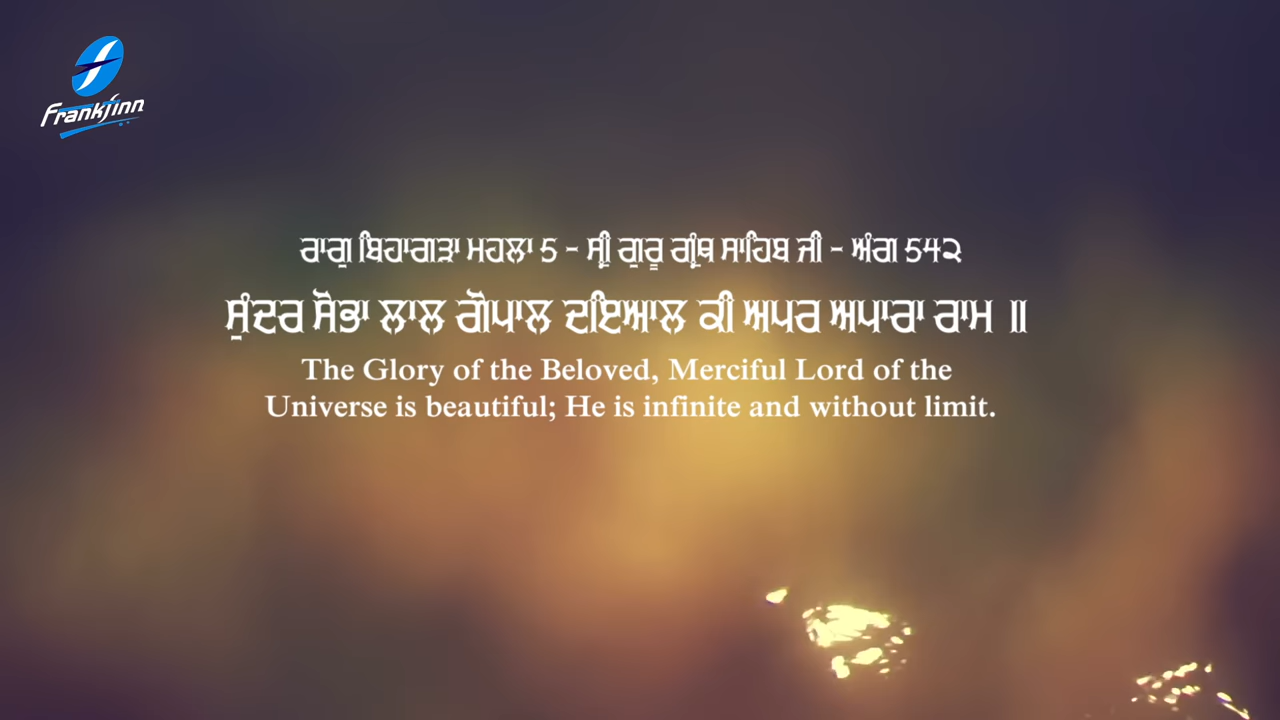 Frankfinn
ਰਾਗੁ ਬਿਹਾਗੜਾ ਮਹਲਾ 5 - ਸ੍ਰੀ ਗੁਰੂ ਗ੍ਰੰਥ ਸਾਹਿਬ ਜੀ - ਅੰਗ 5੪੨
ਸੁੰਦਰ ਸੋਭਾ ਲਾਲ ਗੋਪਾਲ ਦਇਆਲ ਕੀ ਅਪਰ ਅਪਾਰਾ ਰਾਮ ॥
The Glory of the Beloved, Merciful Lord of the
Universe is beautiful; He is infinite and without limit.